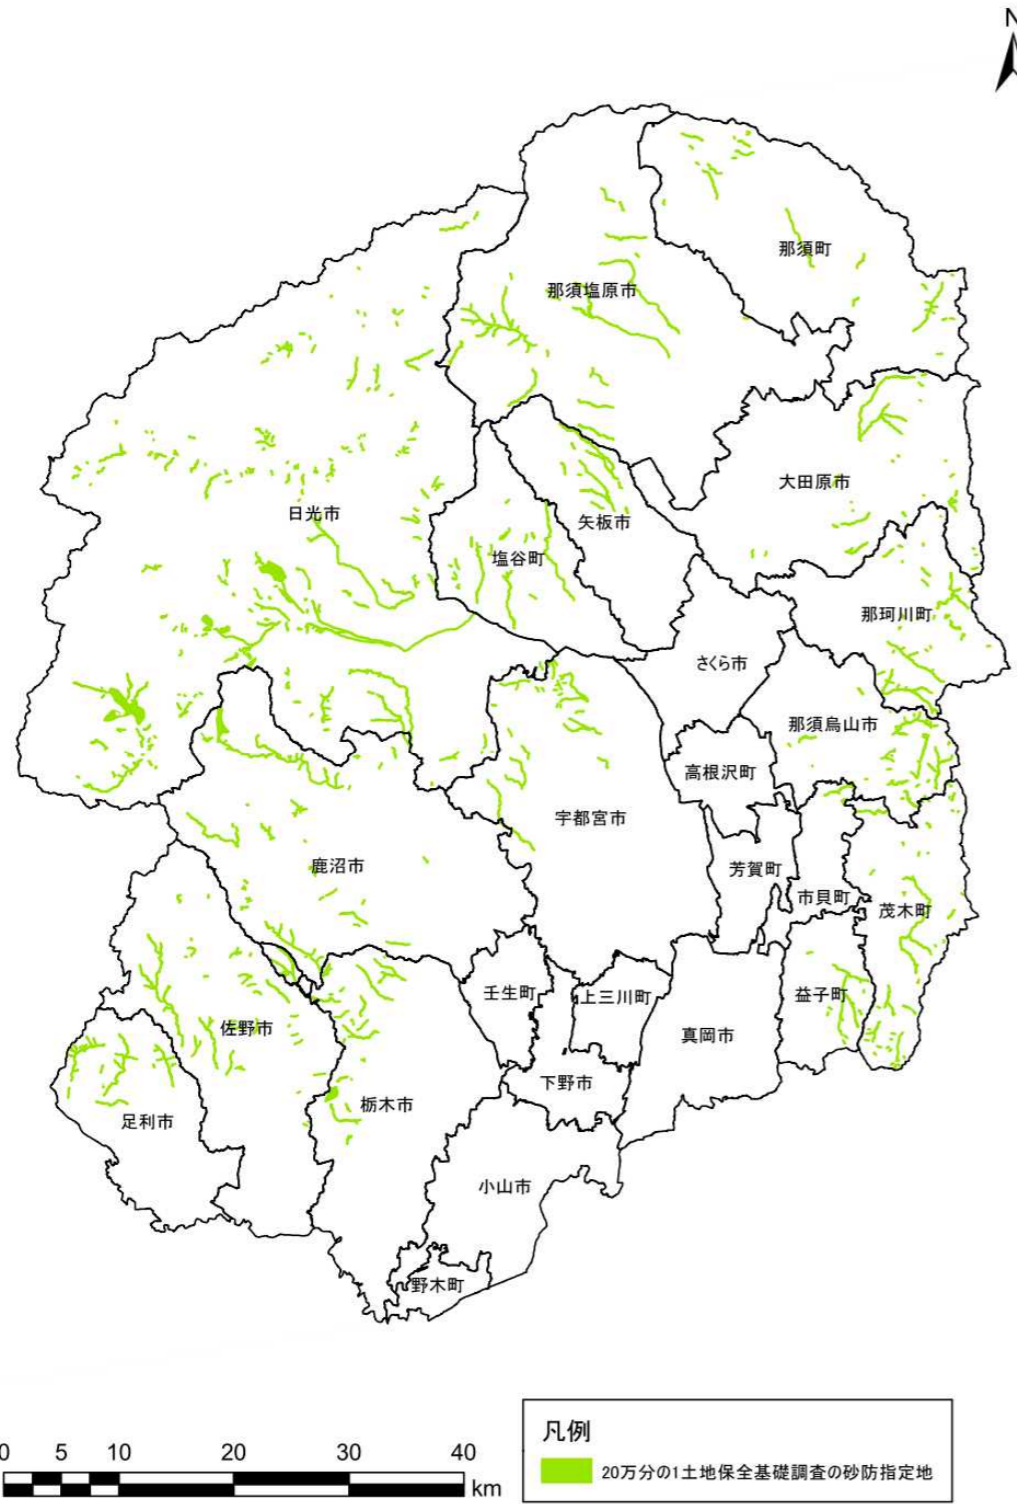 N
那須町
那須塩原市
大田原市
日光市
矢板市
塩谷町
那珂川町
さくら市
那須烏山市
高根沢町
宇都宮市
鹿沼市
芳賀町
市貝町
茂木町
壬生町
上三川町
益子町
佐野市
真岡市
下野市
栃木市
足利市
小山市
野木町
0 5 10 20 30 40
km
凡例
20万分の1土地保全基礎調査の砂防指定地